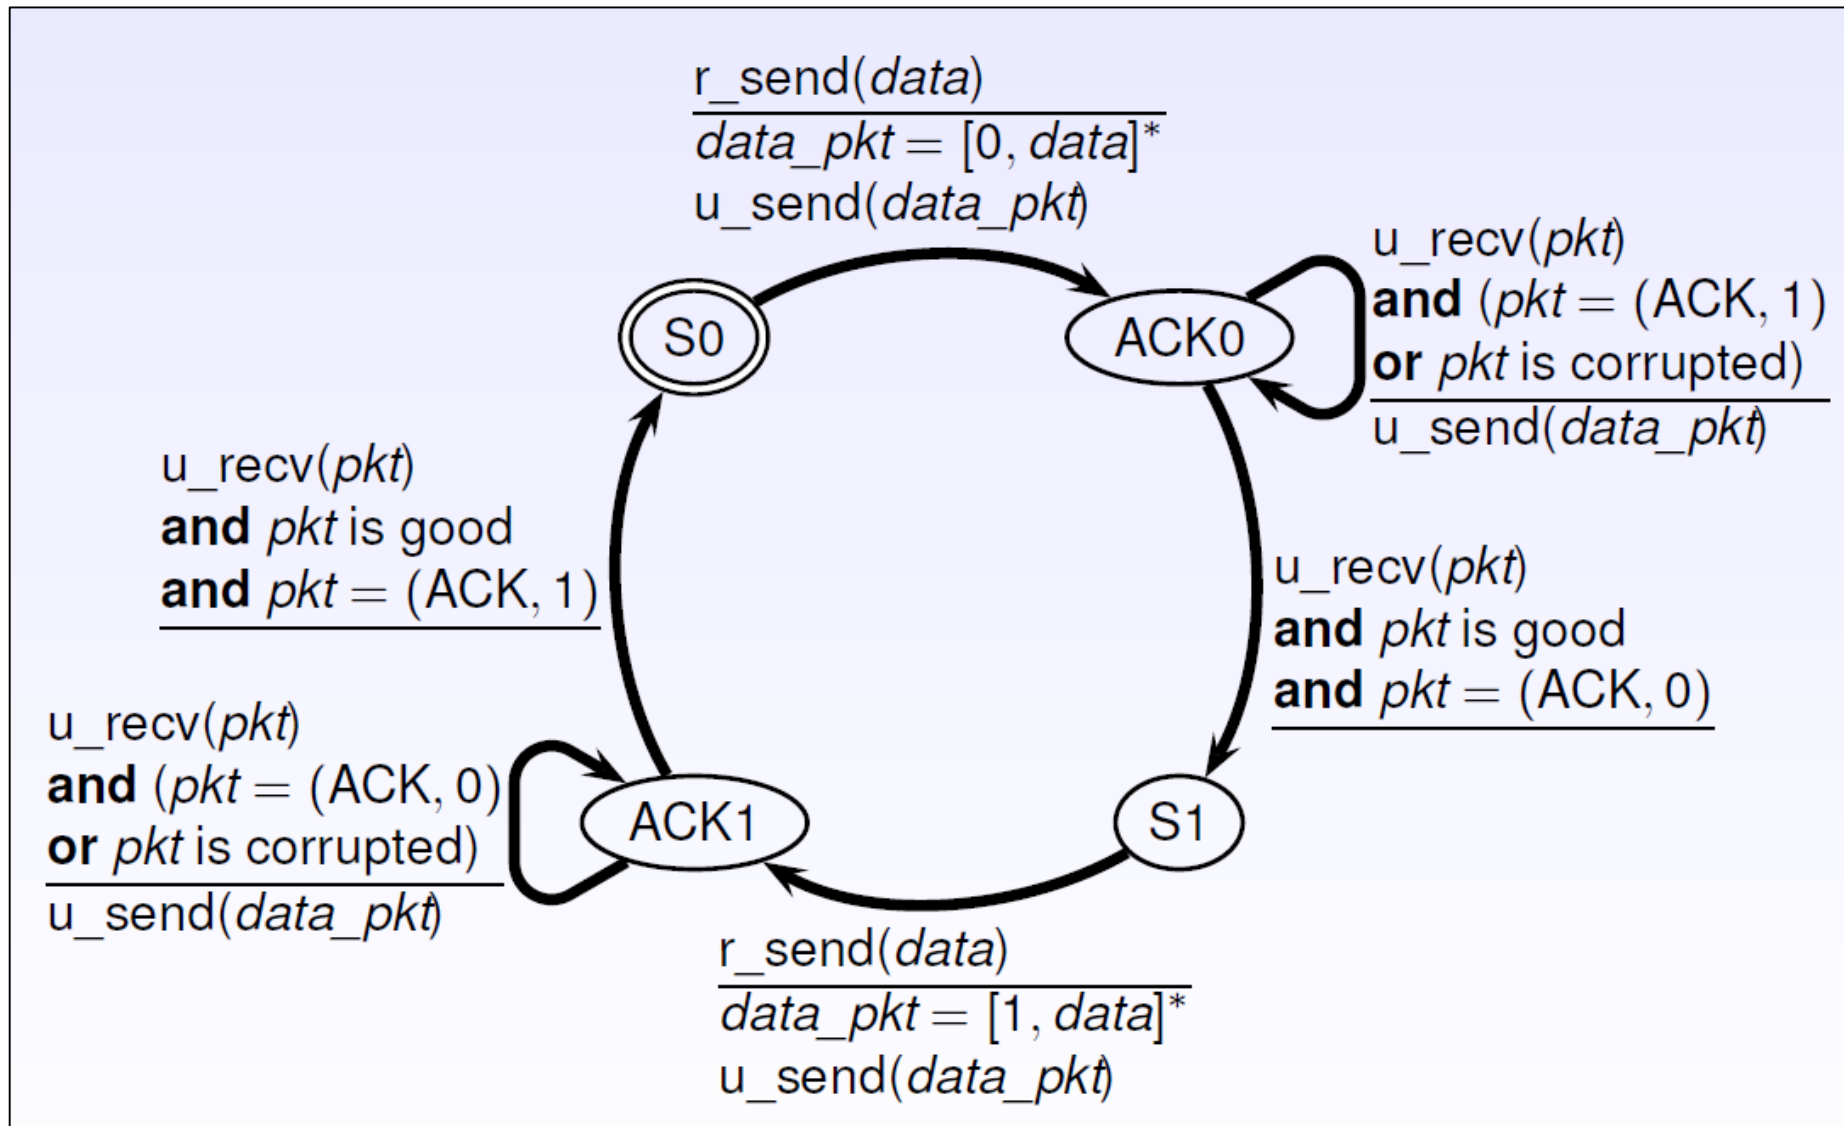 r_send(data)
data_pkt = [0, data]*
u_send(data_pkt)
u_recv(pkt)
and (pkt = (ACK, 1)
or pkt is corrupted)
u_send(data_pkt)
S0
ACK0
u_recv(pkt)
and pkt is good
and pkt = (ACK, 1)
u_recv(pkt)
and pkt is good
and pkt = (ACK, 0)
u_recv(pkt)
and (pkt = (ACK, 0)
or pkt is corrupted)
u_send(data_pkt)
ACK1
S1
r_send(data)
data_pkt = [1, data]*
u_send(data_pkt)